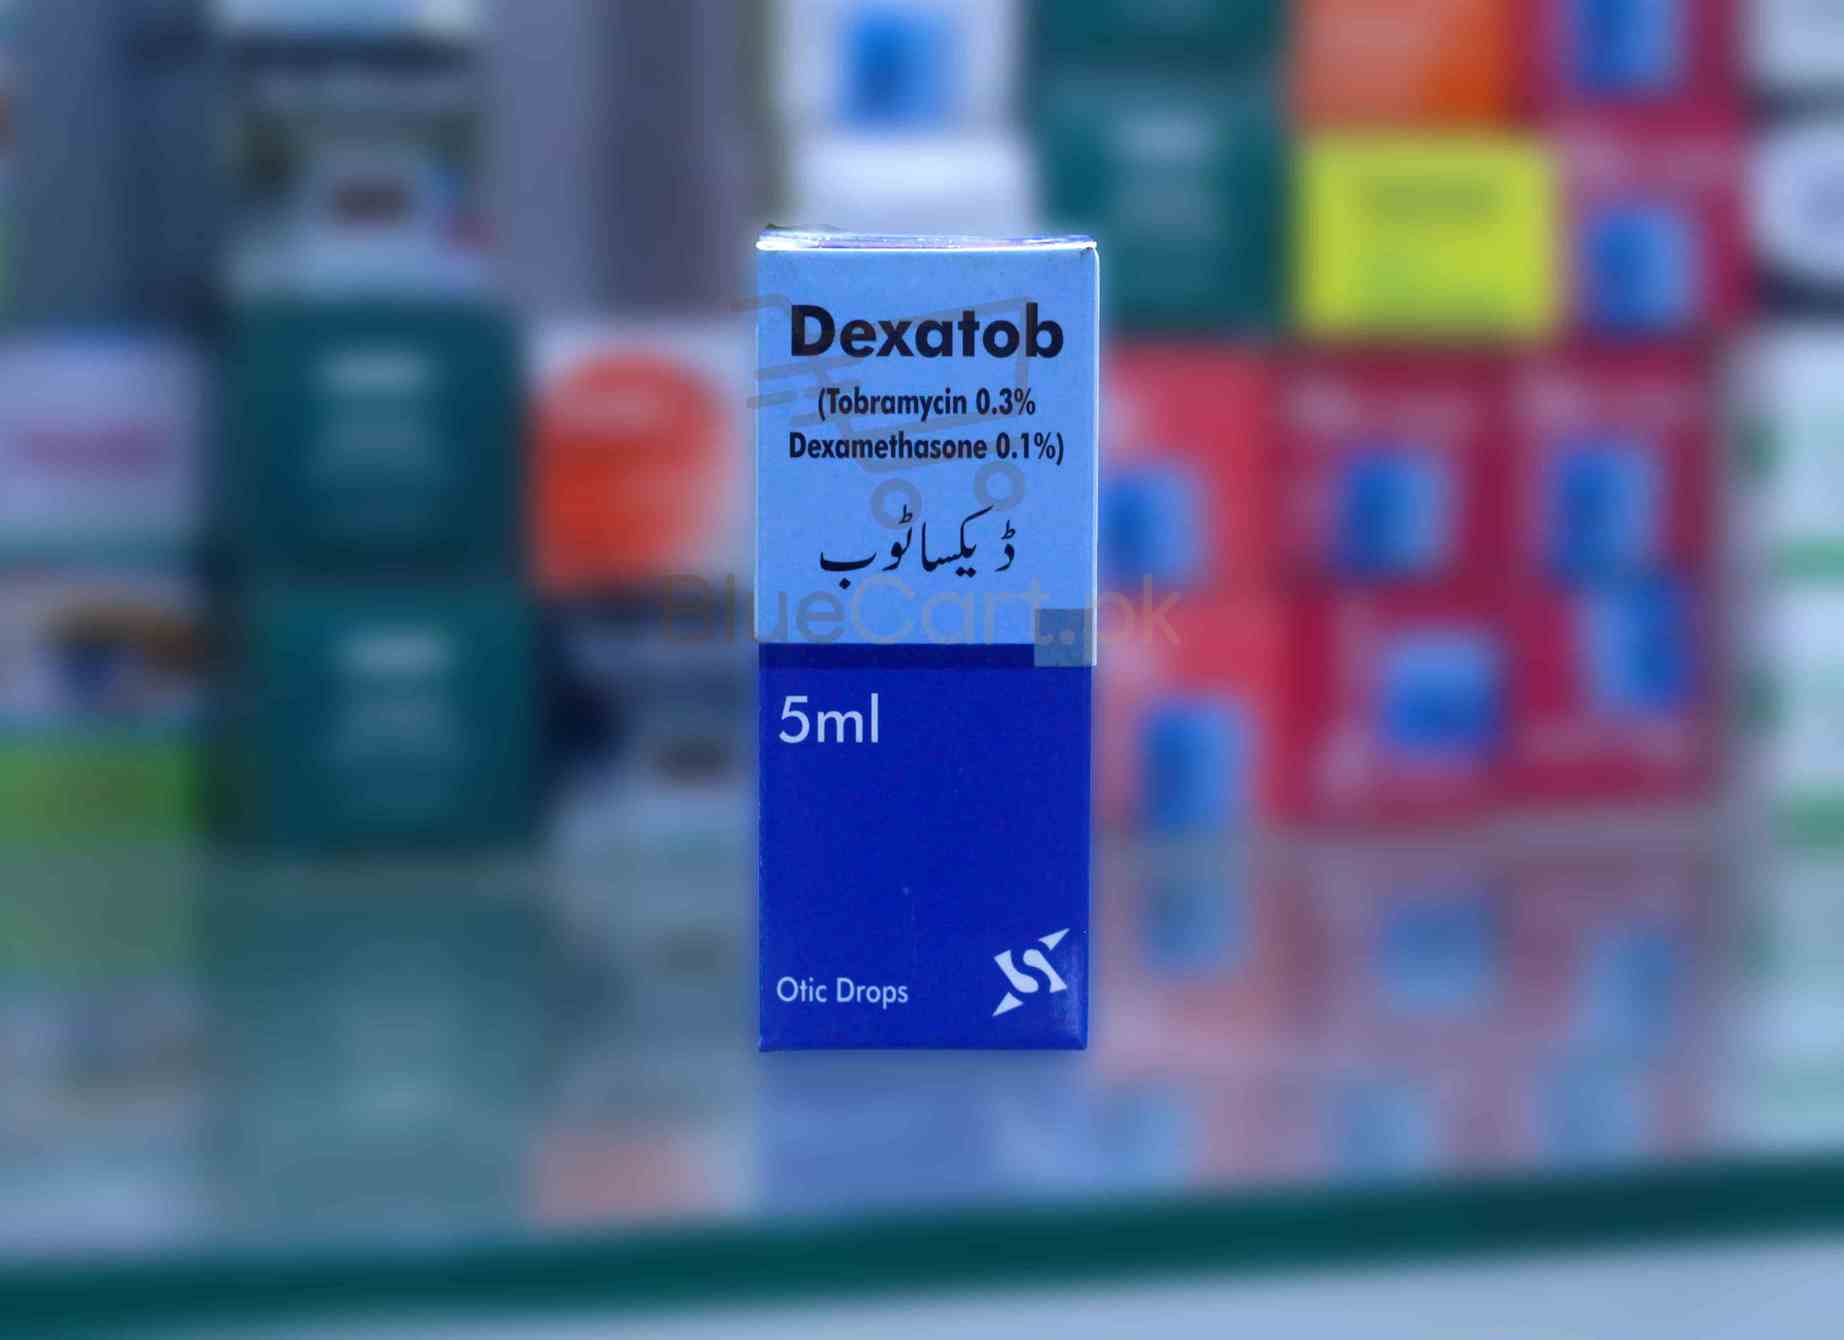 Dexatob
(Tobramycin 0.3%
Dexamethasone 0.1%)
ڈیکساٹوب
BlueCart.pk
5ml
Otic Drops